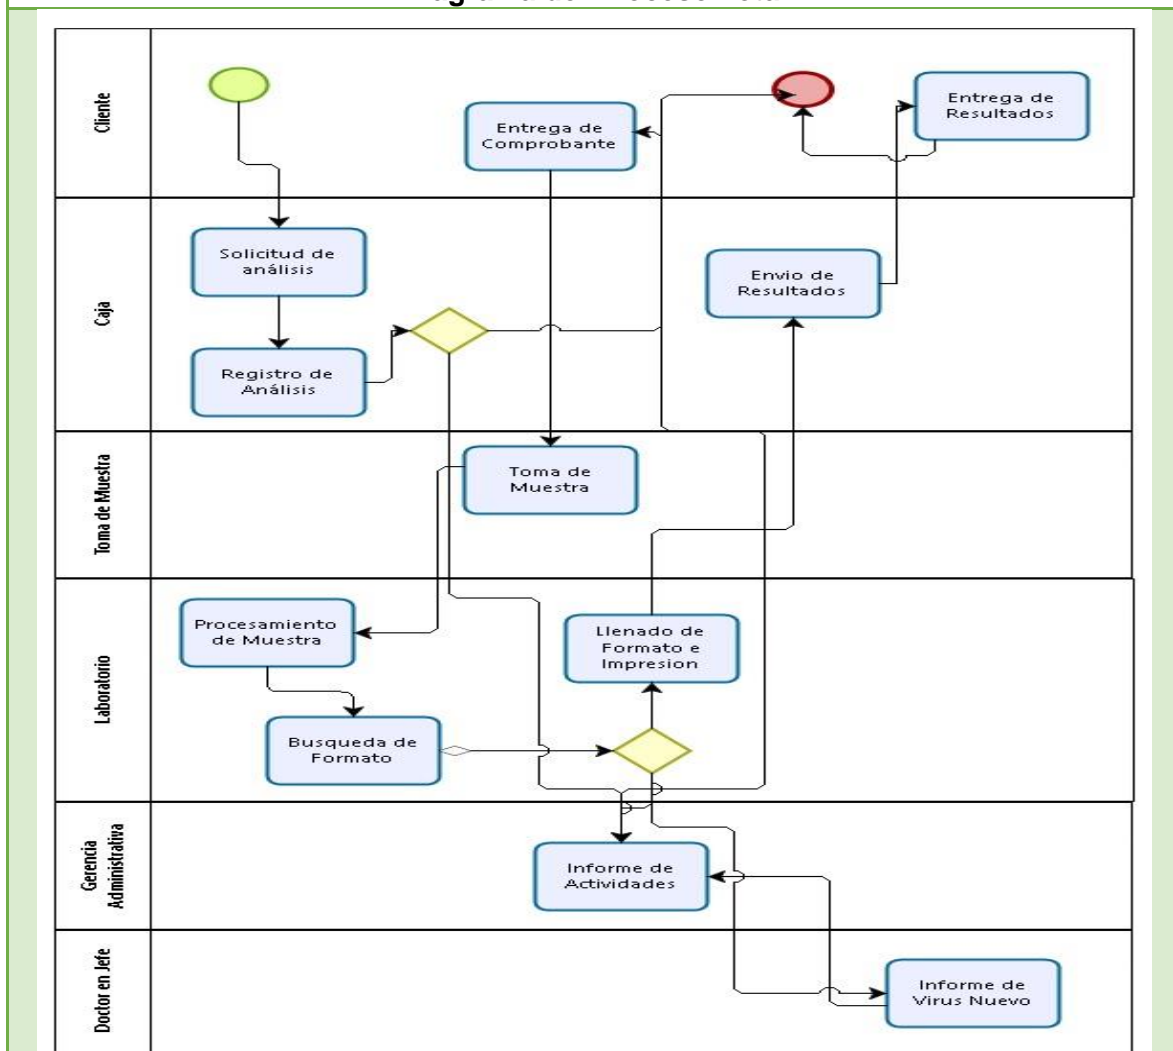 Cliente
Entrega de
Comprobante
Entrega de
Resultados
Caja
Solicitud de
análisis
Registro de
Análisis
Envio de
Resultados
Toma de Muestra
Toma de
Muestra
Laboratorio
Procesamiento
de Muestra
Busqueda de
Formato
Llenado de
Formato e
Impresion
Gerencia
Administrativa
Informe de
Actividades
Doctor en Jefe
Informe de
Virus Nuevo